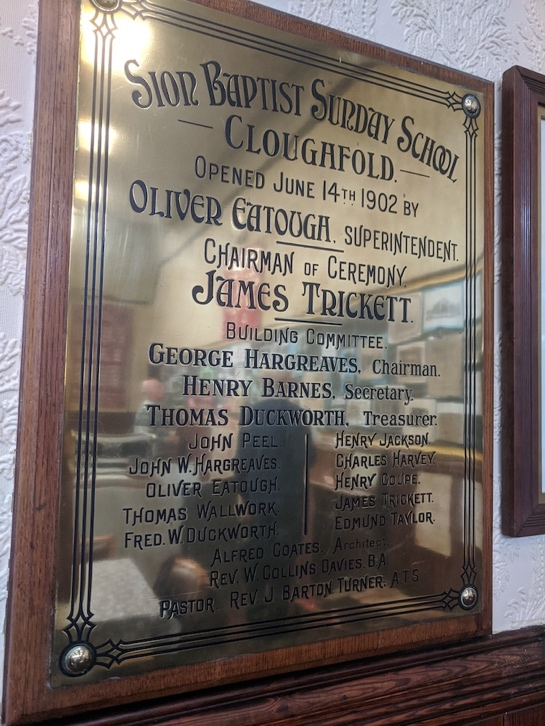 Sion Baptist Sunday School
Cloughfold.
Opened June 14th 1902 by
Oliver Eatough, Superintendent.
Chairman of Ceremony,
James Trickett.
Building Committee.
George Hargreaves, Chairman.
Henry Barnes, Secretary.
Thomas Duckworth, Treasurer.
John Peel. Henry Jackson.
John W. Hargreaves. Charles Harvey.
Oliver Eatough. Henry Coupe.
Thomas Wallwork. James Trickett.
Fred. W. Duckworth. Edmund Taylor.
Alfred Coates, Architect.
Rev. W. Collins Davies, B.A.
Pastor, Rev. J. Barton Turner, A.T.S.